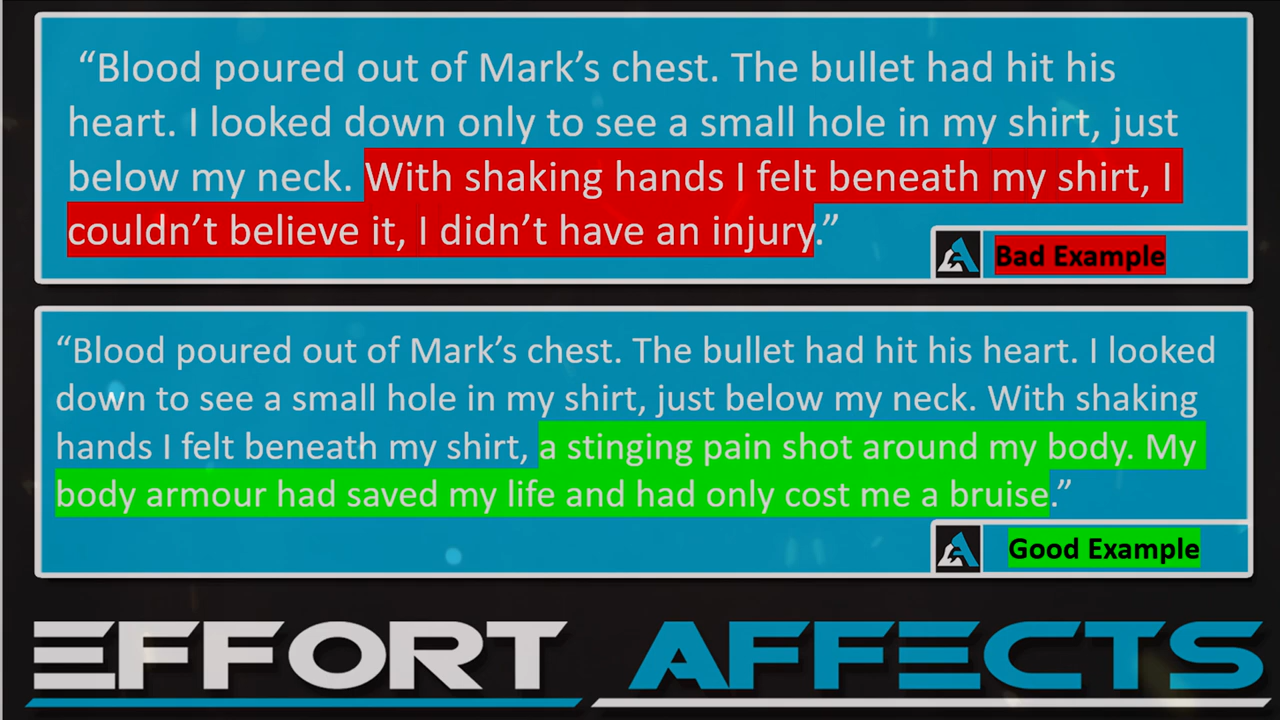 “Blood poured out of Mark’s chest. The bullet had hit his
heart. I looked down only to see a small hole in my shirt, just
below my neck. With shaking hands I felt beneath my shirt, I
couldn’t believe it, I didn’t have an injury.”
Bad Example
“Blood poured out of Mark’s chest. The bullet had hit his heart. I looked
down to see a small hole in my shirt, just below my neck. With shaking
hands I felt beneath my shirt, a stinging pain shot around my body. My
body armour had saved my life and had only cost me a bruise.”
Good Example
EFFORT AFFECTS